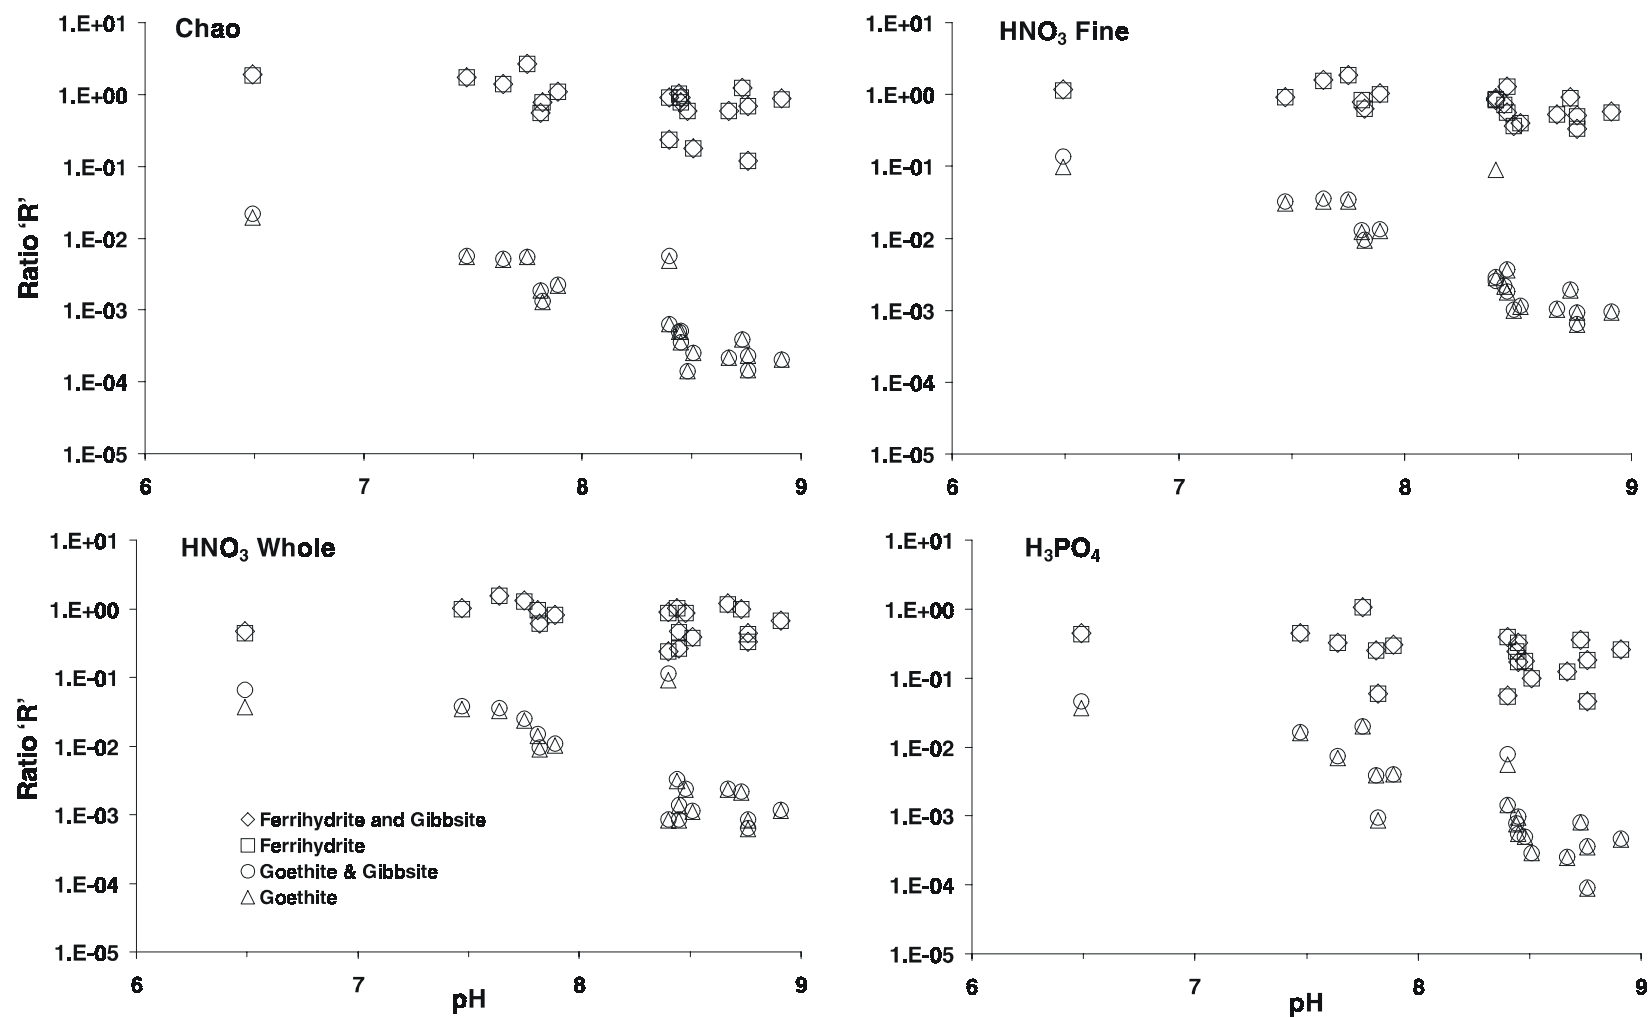 Chao
Ratio ‘R’
1.E+01
1.E+00
1.E-01
1.E-02
1.E-03
1.E-04
1.E-05
6 7 8 9
HNO3 Fine
1.E+01
1.E+00
1.E-01
1.E-02
1.E-03
1.E-04
1.E-05
6 7 8 9
HNO3 Whole
Ratio ‘R’
1.E+01
1.E+00
1.E-01
1.E-02
1.E-03
1.E-04
1.E-05
Ferrihydrite and Gibbsite
Ferrihydrite
Goethite & Gibbsite
Goethite
6 7 8 9
pH
H3PO4
1.E+01
1.E+00
1.E-01
1.E-02
1.E-03
1.E-04
1.E-05
6 7 8 9
pH